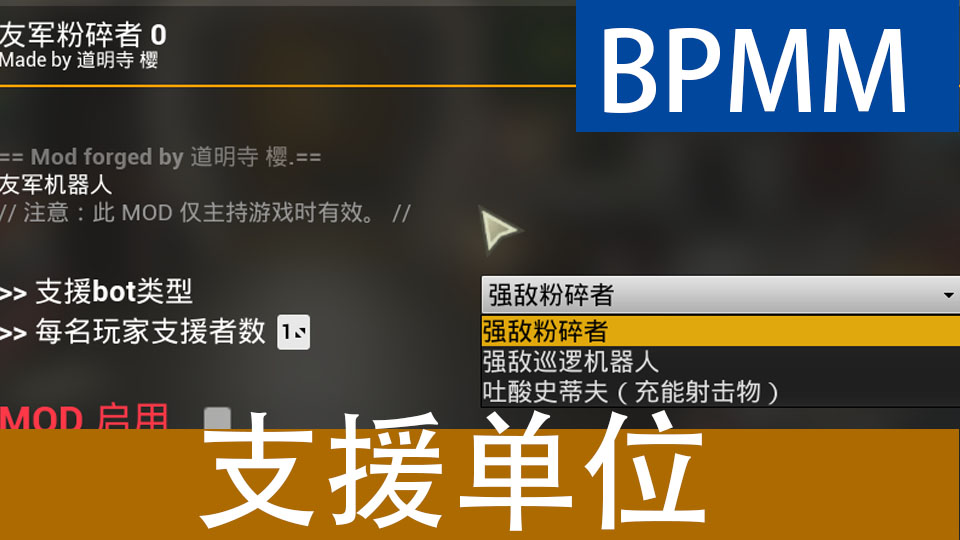 友军粉碎者 0
Made by 道明寺 樱
BPMM
== Mod forged by 道明寺 樱.==
友军机器人
// 注意：此 MOD 仅主持游戏时有效。 //
>> 支援bot类型
强敌粉碎者
>> 每名玩家支援者数 1
强敌粉碎者
强敌巡逻机器人
吐酸史蒂夫（充能射击物）
MOD 启用
支援单位